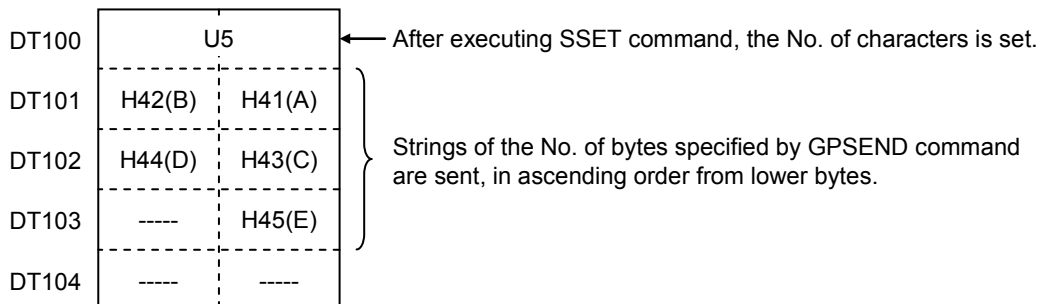 DT100 U5 After executing SSET command, the No. of characters is set.
DT101 H42(B) H41(A)
DT102 H44(D) H43(C)
Strings of the No. of bytes specified by GPSEND command
are sent, in ascending order from lower bytes.
DT103 ----- H45(E)
DT104 ----- -----